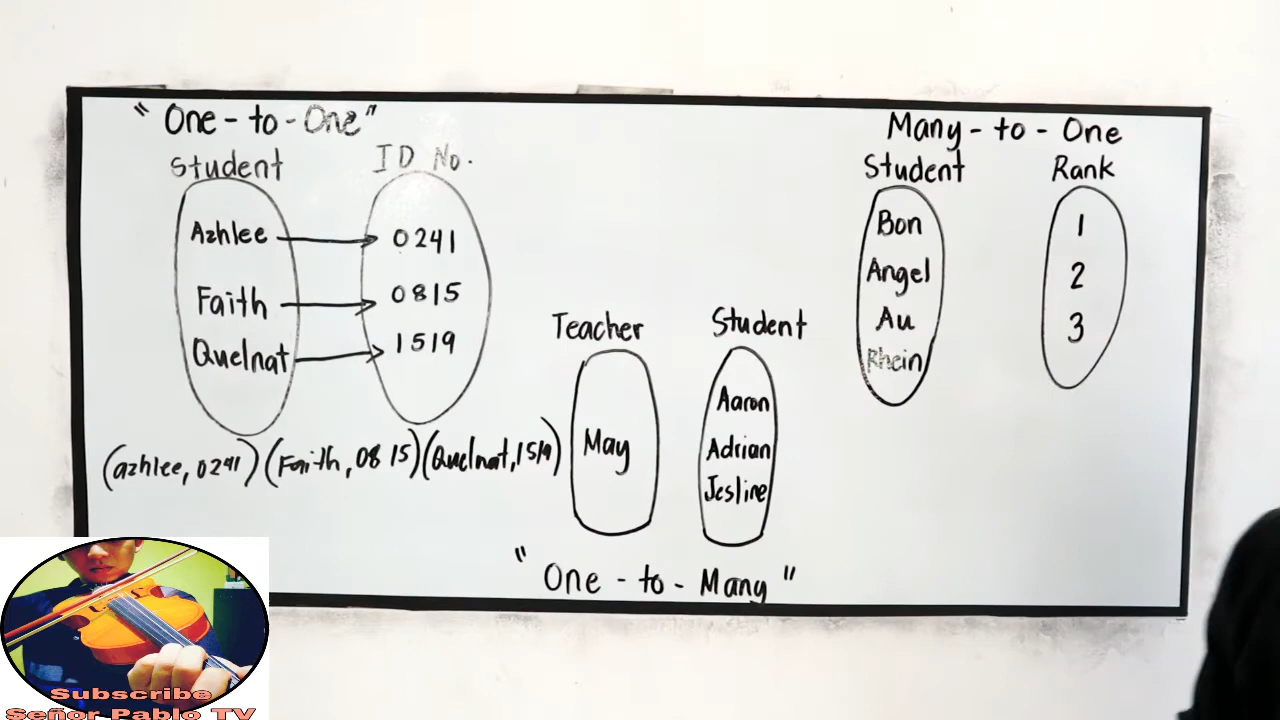 " One-to-One"
Student ID No.
Azhlee 0241
Faith 0815
Quelnat 1519
(azhlee, 0241) (Faith, 0815) (Quelnat, 1519)
Teacher Student
May
Aaron
Adrian
Jesline
" One-to-Many "
Many-to-One
Student Rank
Bon 1
Angel 2
Au 3
Rhein
Subscribe
Señor Pablo TV